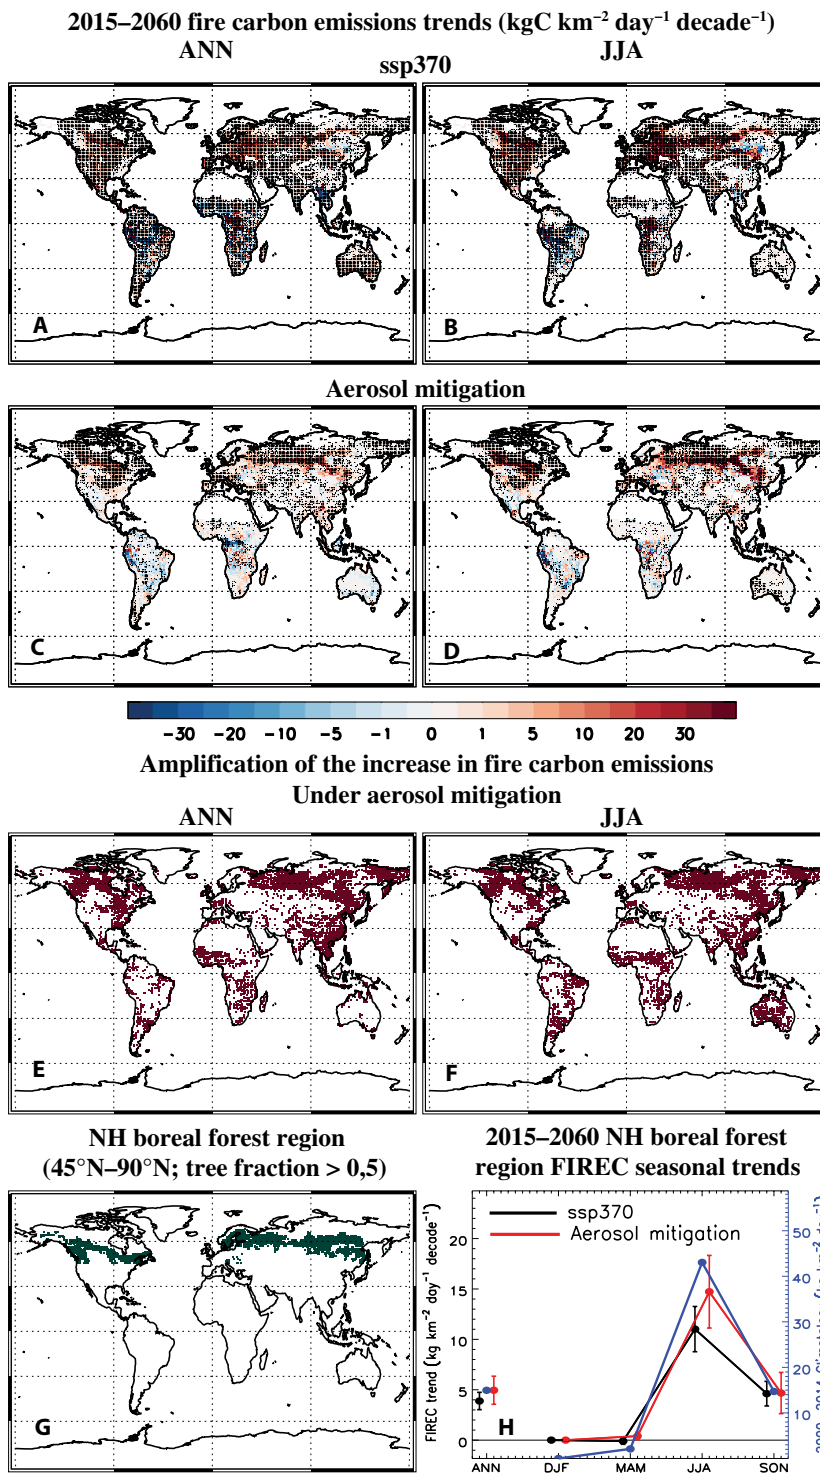 2015–2060 fire carbon emissions trends (kgC km⁻² day⁻¹ decade⁻¹)
ANN JJA
ssp370
A B
Aerosol mitigation
C D
-30 -20 -10 -5 -1 0 1 5 10 20 30
Amplification of the increase in fire carbon emissions
Under aerosol mitigation
ANN JJA
E F
NH boreal forest region
(45°N–90°N; tree fraction > 0,5)
G
2015–2060 NH boreal forest
region FIREC seasonal trends
ssp370
Aerosol mitigation
FIREC trend (kg km⁻² day⁻¹ decade⁻¹)
20
15
10
5
0
50
40
30
20
10
H
ANN DJF MAM JJA SON